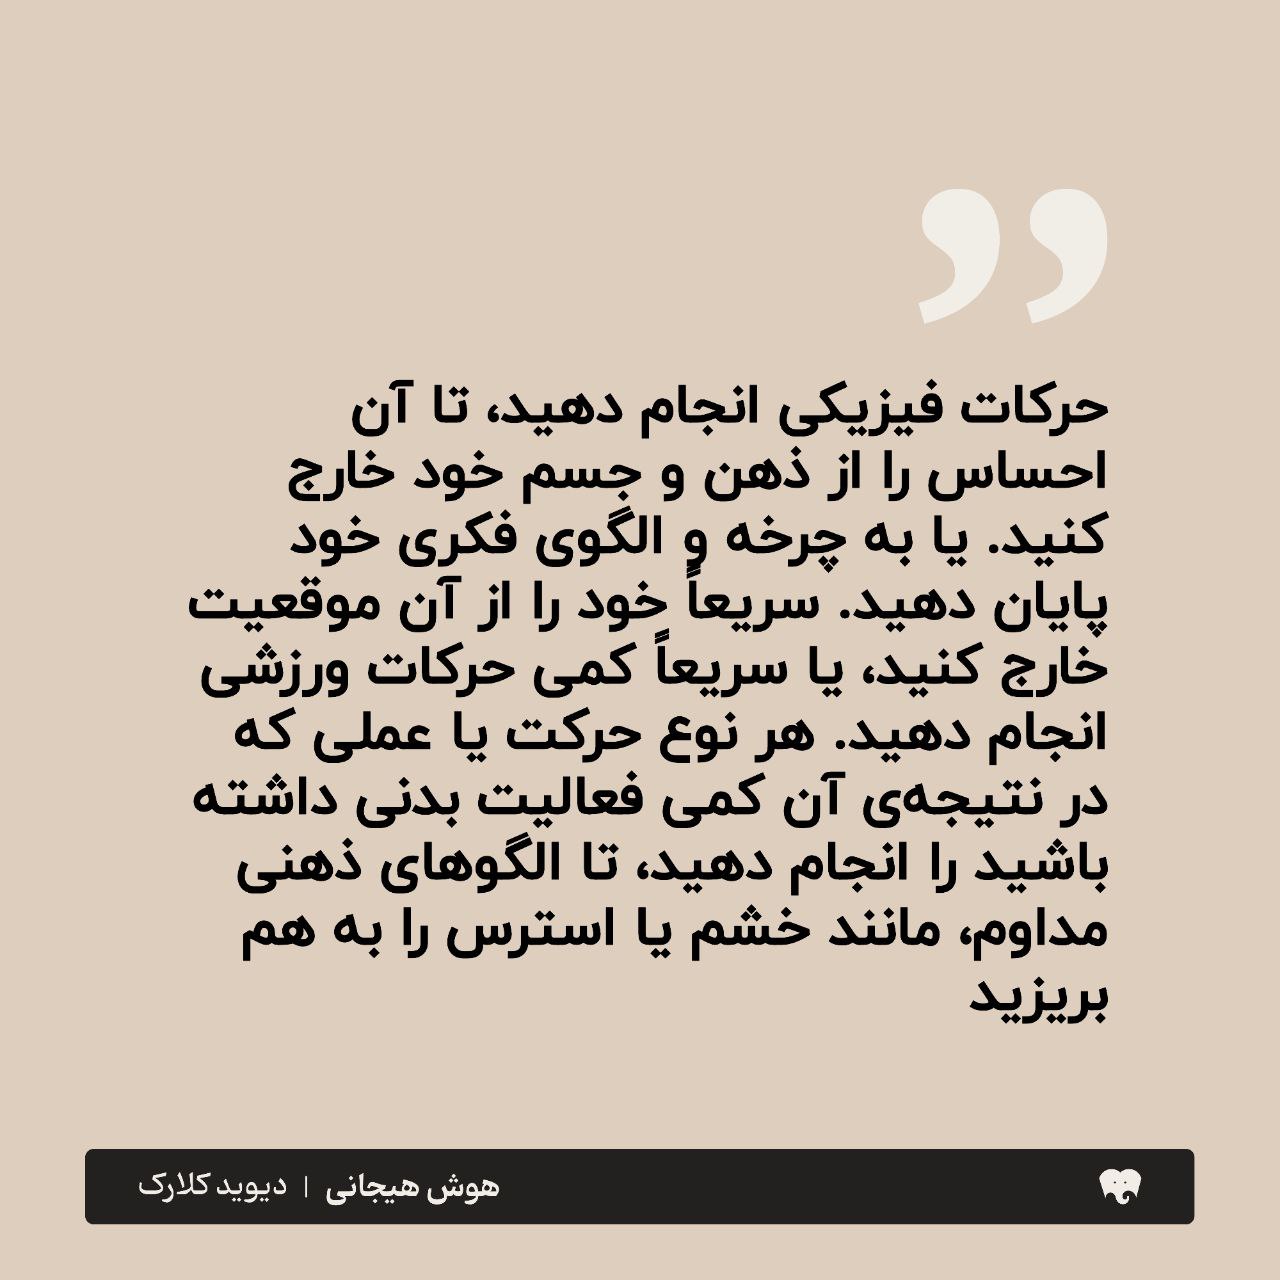 ”
حرکات فیزیکی انجام دهید، تا آن
احساس را از ذهن و جسم خود خارج
کنید. یا به چرخه و الگوی فکری خود
پایان دهید. سریعاً خود را از آن موقعیت
خارج کنید، یا سریعاً کمی حرکات ورزشی
انجام دهید. هر نوع حرکت یا عملی که
در نتیجه‌ی آن کمی فعالیت بدنی داشته
باشید را انجام دهید، تا الگوهای ذهنی
مداوم، مانند خشم یا استرس را به هم
بریزید
هوش هیجانی | دیوید کلارک